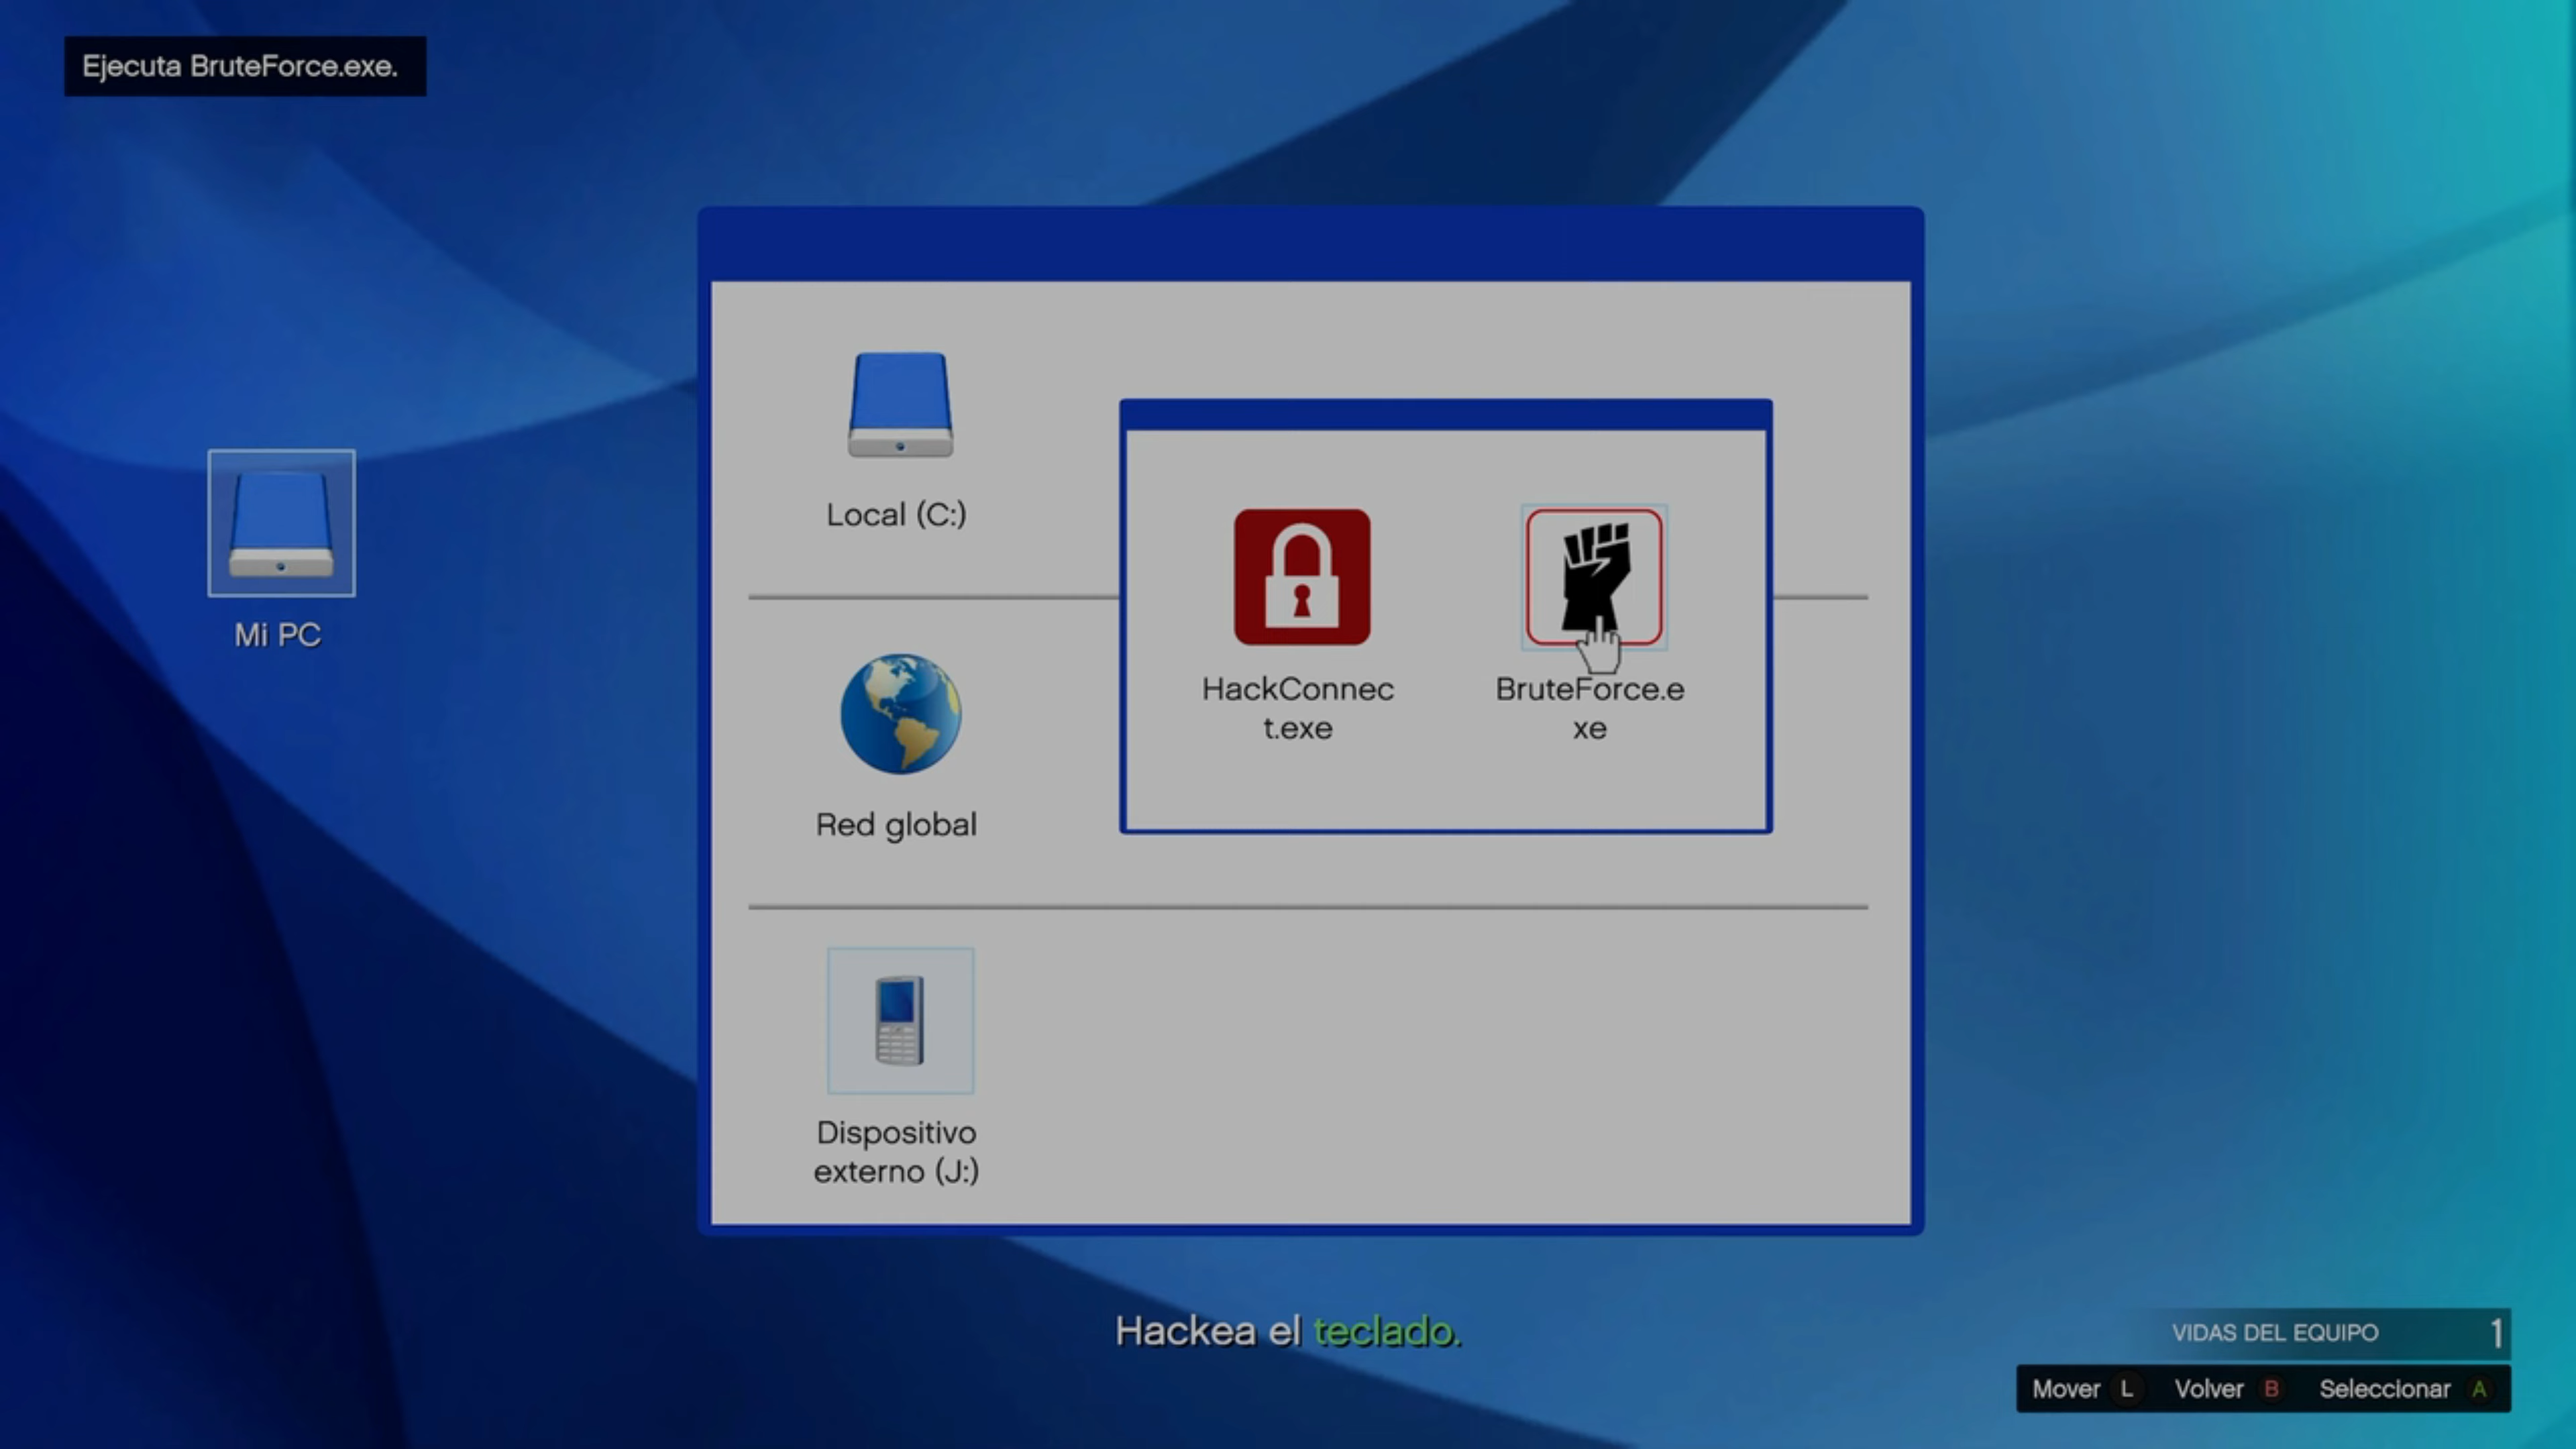 Ejecuta BruteForce.exe.
Local (C:)
Mi PC
HackConnec
t.exe
BruteForce.e
xe
Red global
Dispositivo
externo (J:)
Hackea el teclado.
VIDAS DEL EQUIPO 1
Mover L Volver B Seleccionar A